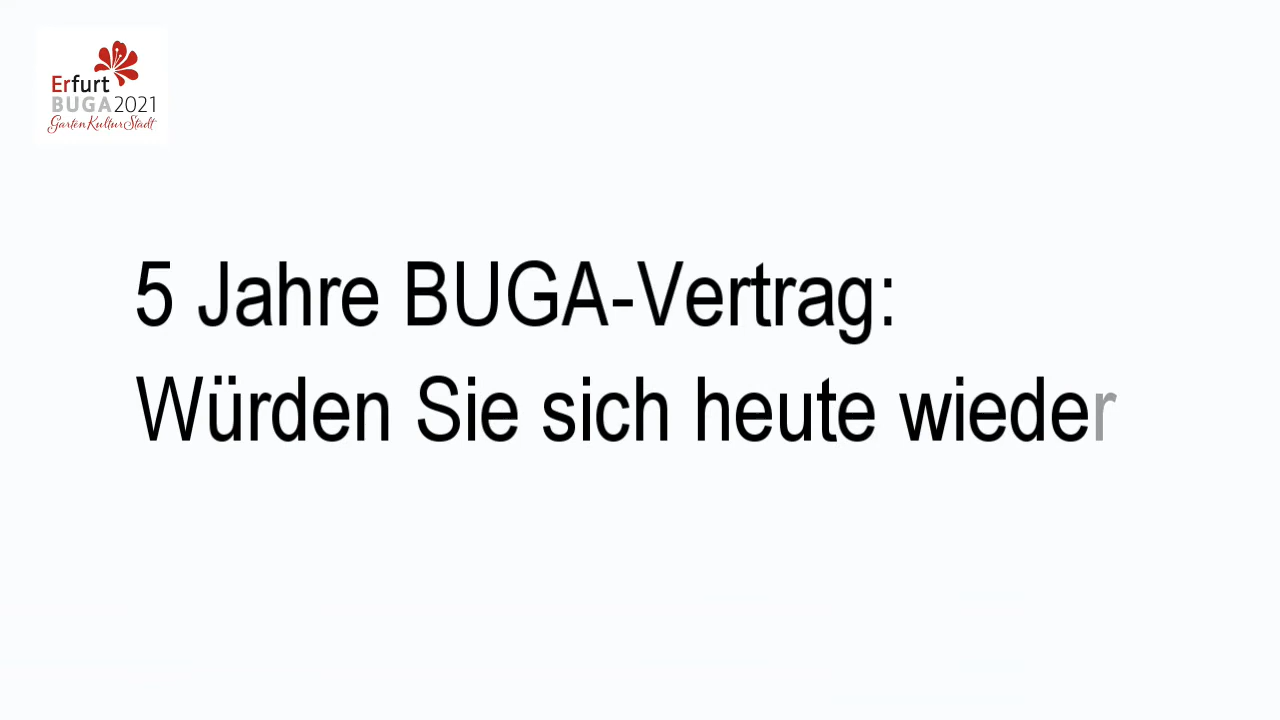 Erfurt
BUGA2021
GartenKulturStadt
5 Jahre BUGA-Vertrag:
Würden Sie sich heute wieder